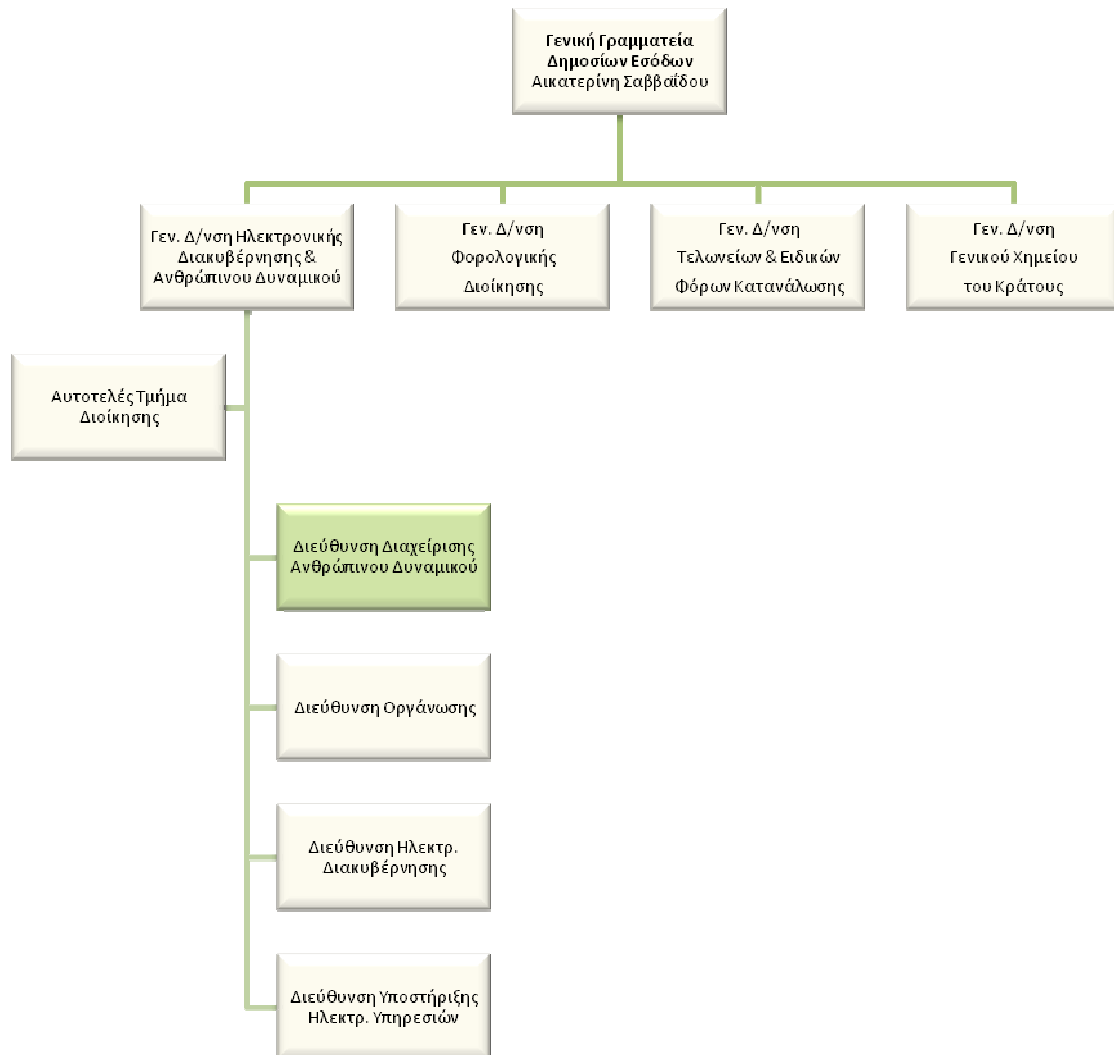 Γενική Γραμματεία
Δημοσίων Εσόδων
Αικατερίνη Σαββαΐδου
Γεν. Δ/νση Ηλεκτρονικής
Διακυβέρνησης &
Ανθρώπινου Δυναμικού
Γεν. Δ/νση
Φορολογικής
Διοίκησης
Γεν. Δ/νση
Τελωνείων & Ειδικών
Φόρων Κατανάλωσης
Γεν. Δ/νση
Γενικού Χημείου
του Κράτους
Αυτοτελές Τμήμα
Διοίκησης
Διεύθυνση Διαχείρισης
Ανθρώπινου Δυναμικού
Διεύθυνση Οργάνωσης
Διεύθυνση Ηλεκτρ.
Διακυβέρνησης
Διεύθυνση Υποστήριξης
Ηλεκτρ. Υπηρεσιών